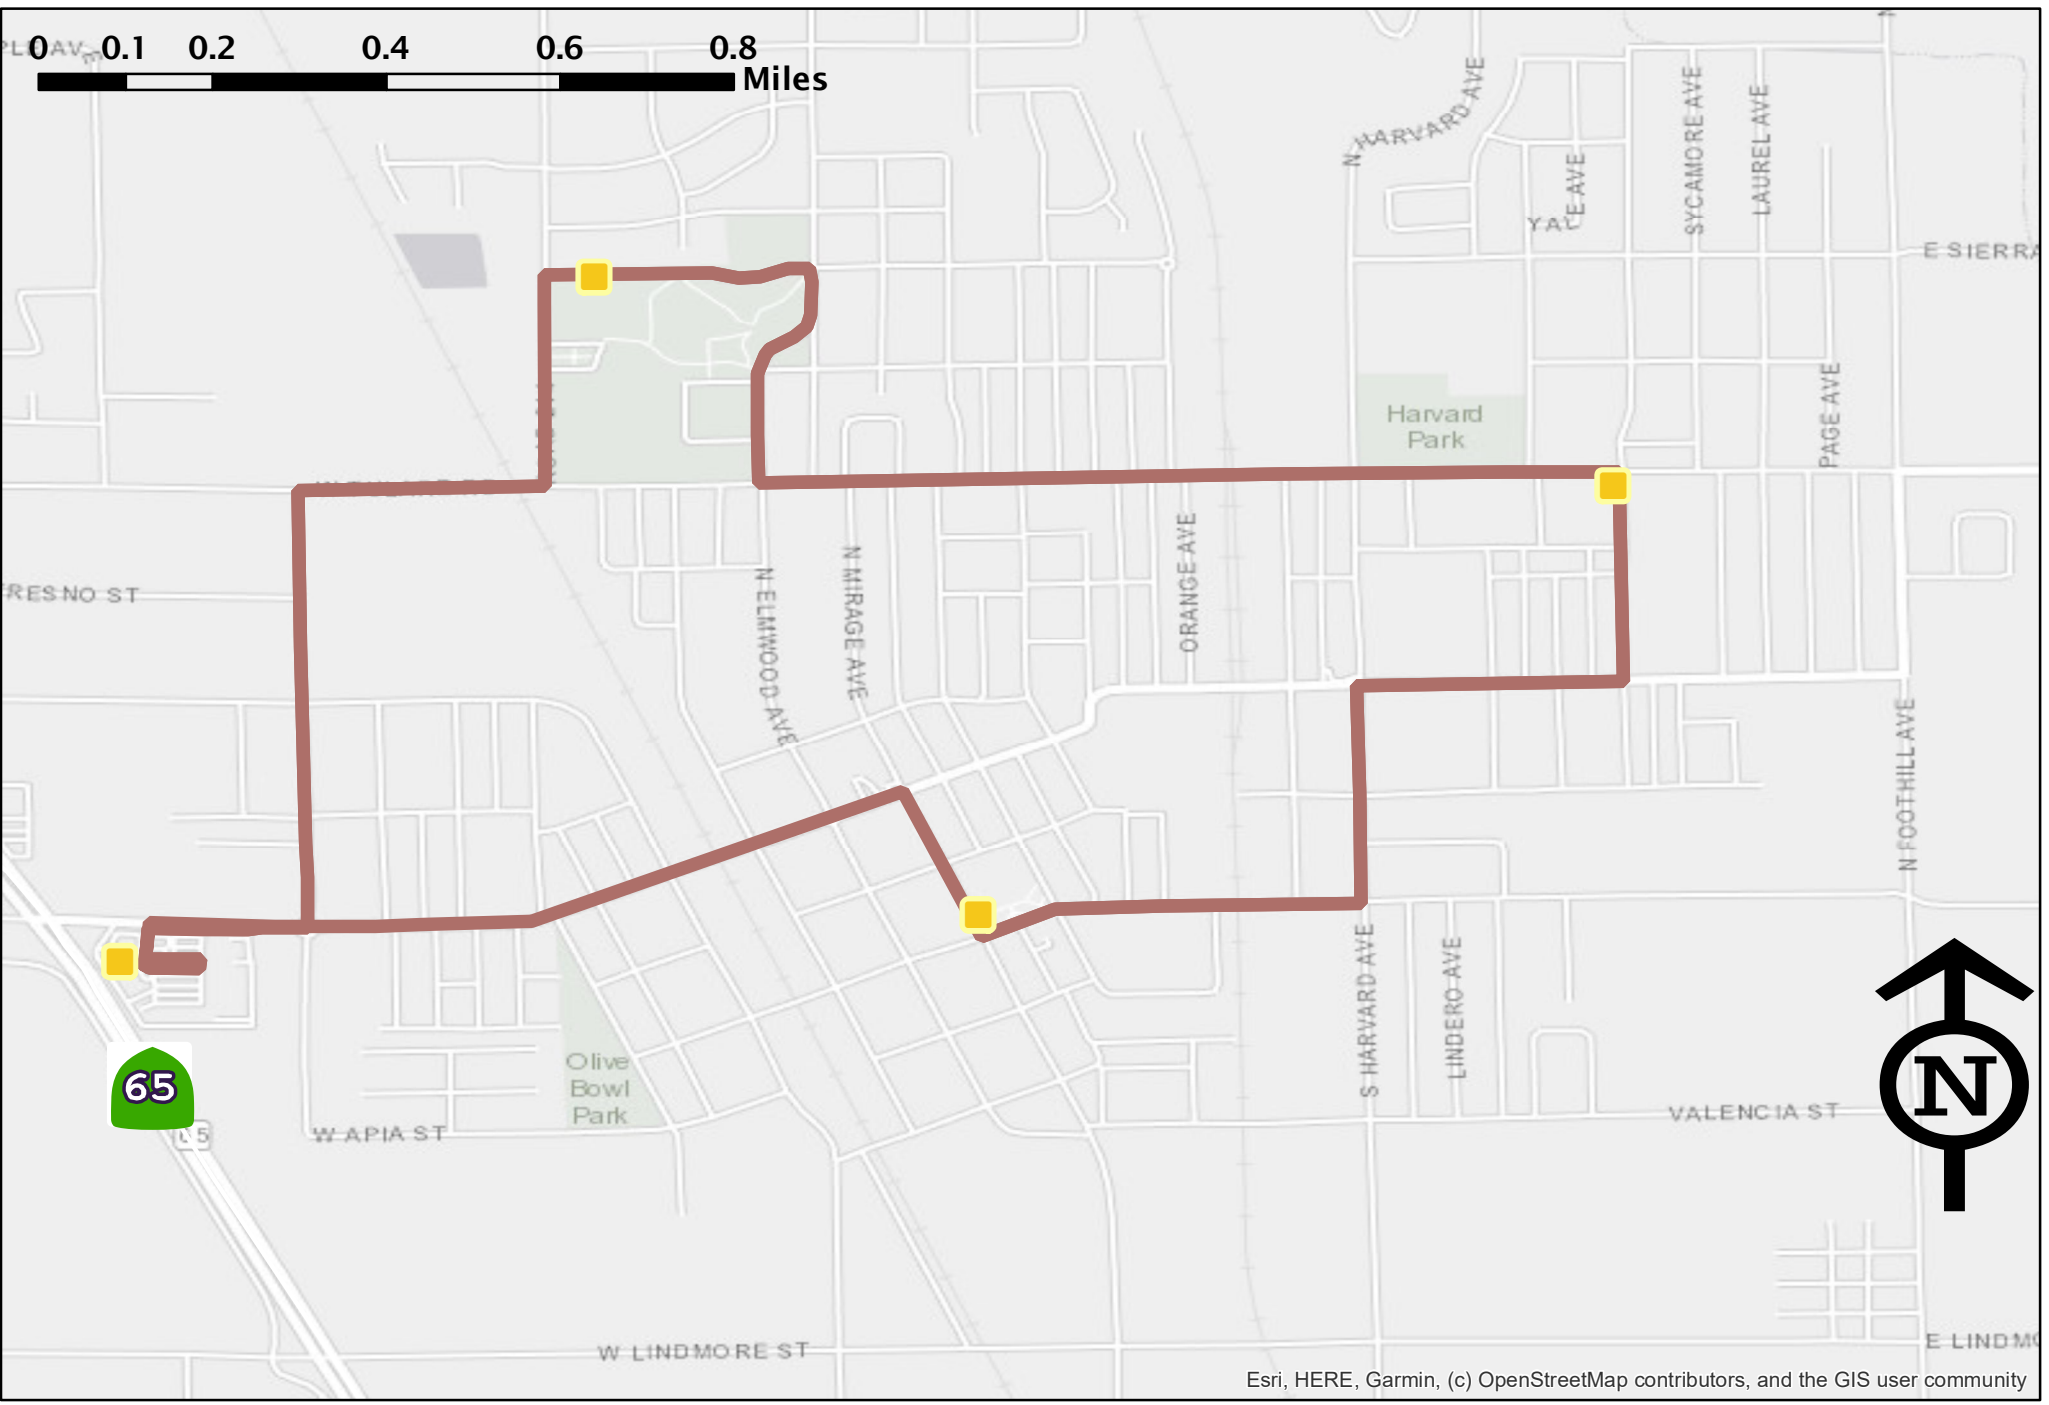 0 0.1 0.2 0.4 0.6 0.8
Miles
N HARVARD AVE
YALE AVE
SYCAMORE AVE
LAUREL AVE
E SIERRA
Harvard
Park
PAGE AVE
RESNO ST
N ELMWOOD AVE
N MIRAGE AVE
ORANGE AVE
N FOOTHILL AVE
S HARVARD AVE
LINDERO AVE
Olive
Bowl
Park
65
W APIA ST
VALENCIA ST
N
W LINDMORE ST
E LINDMO
Esri, HERE, Garmin, (c) OpenStreetMap contributors, and the GIS user community